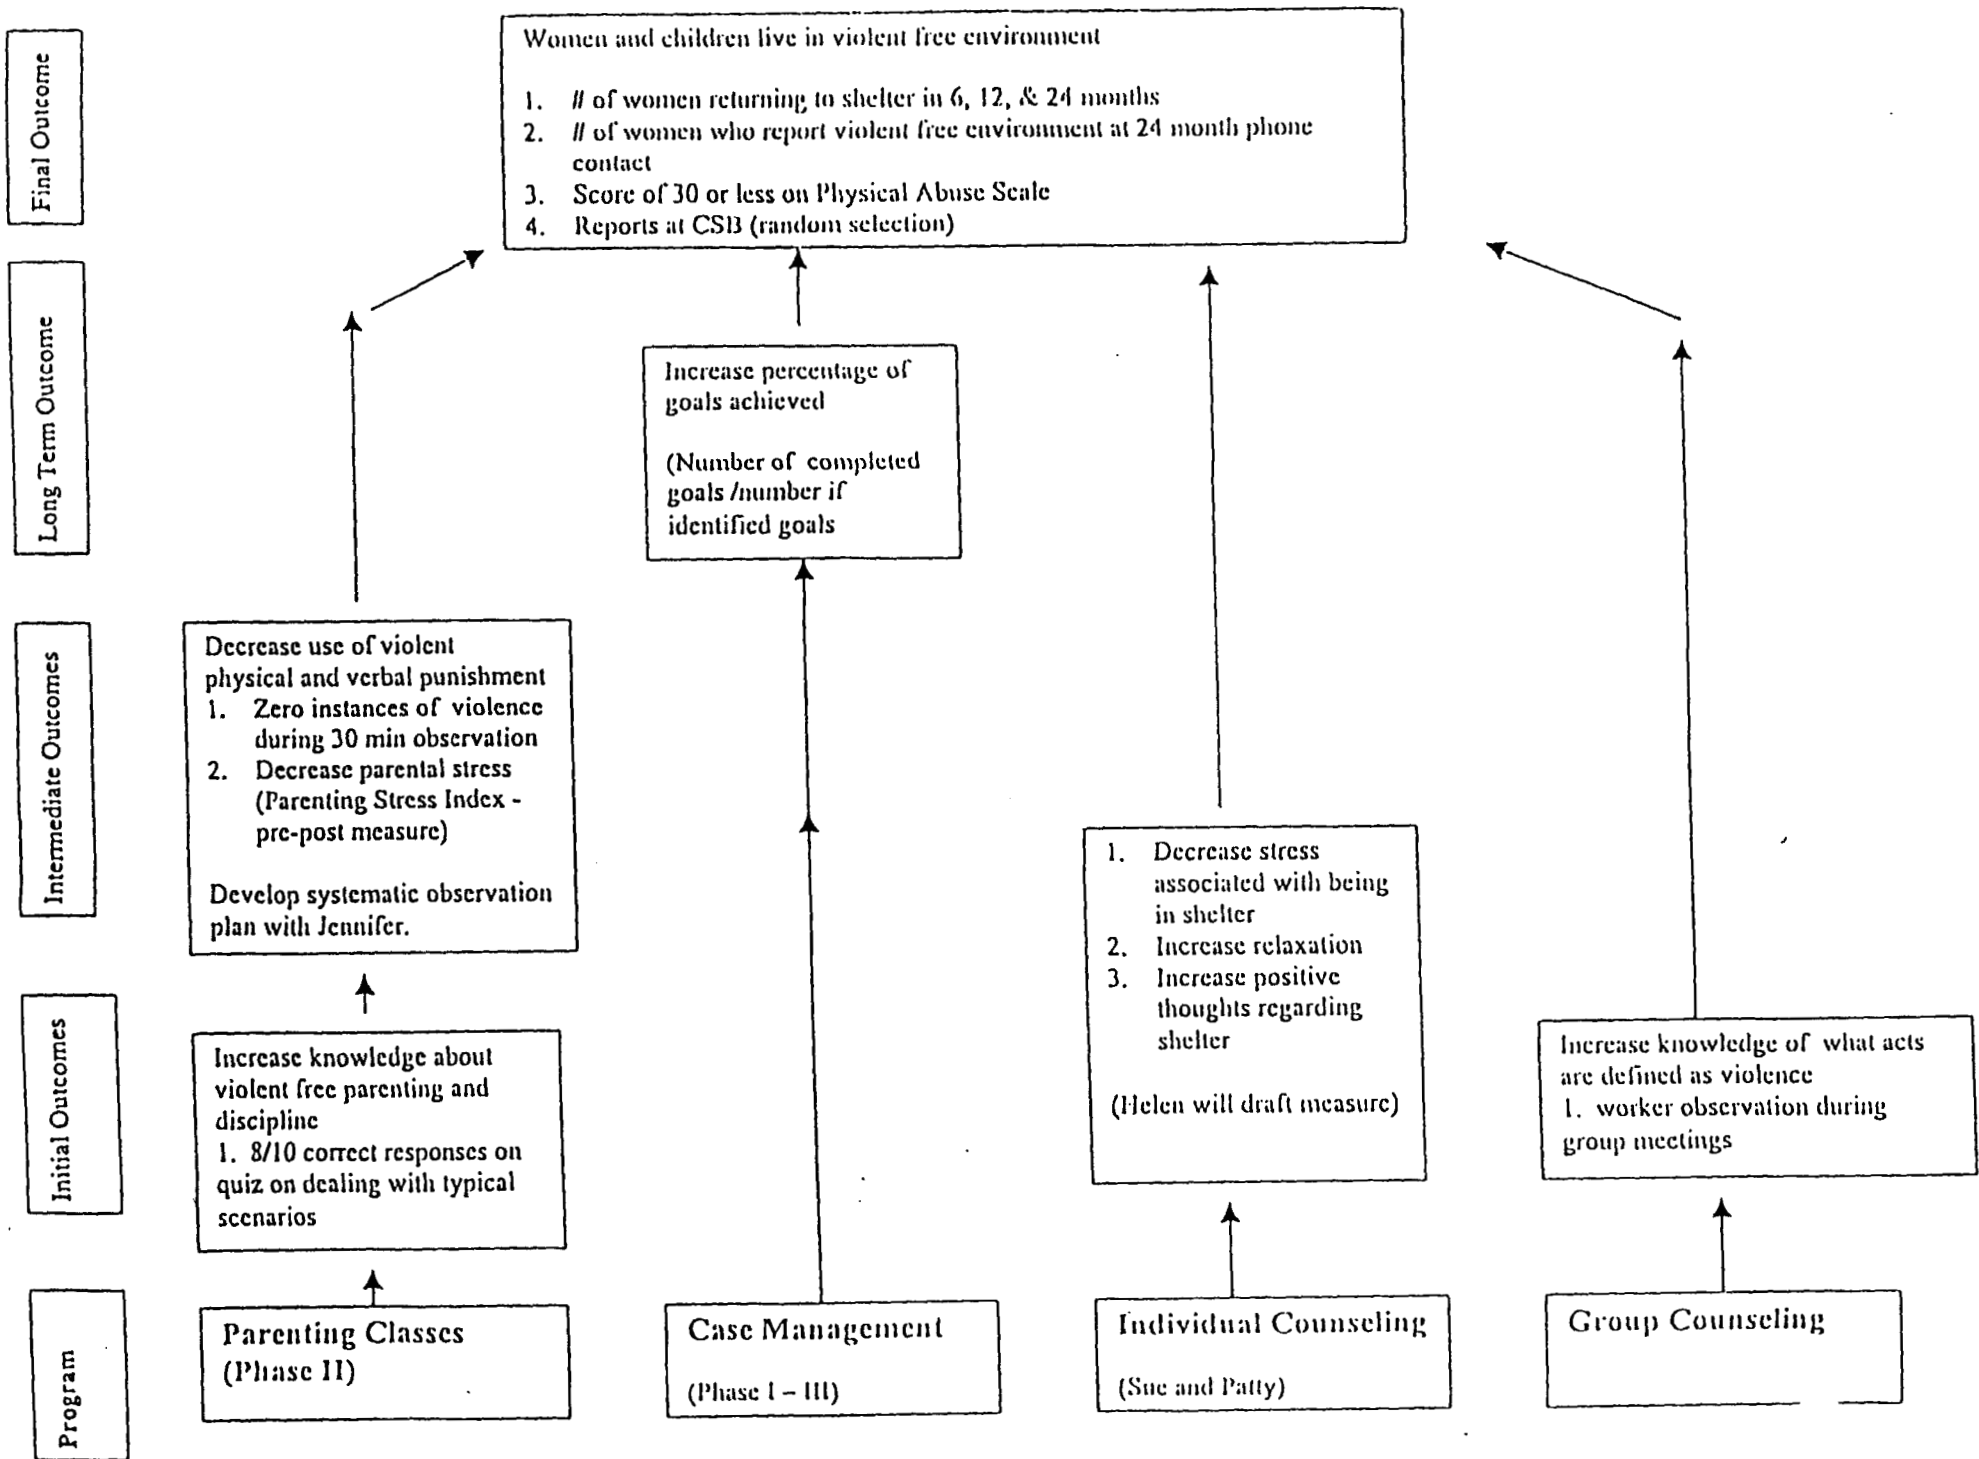 Final Outcome
Women and children live in violent free environment
1. # of women returning to shelter in 6, 12, & 24 months
2. # of women who report violent free environment at 24 month phone
contact
3. Score of 30 or less on Physical Abuse Scale
4. Reports at CSB (random selection)
Long Term Outcome
Increase percentage of
goals achieved
(Number of completed
goals /number if
identified goals
Intermediate Outcomes
Decrease use of violent
physical and verbal punishment
1. Zero instances of violence
during 30 min observation
2. Decrease parental stress
(Parenting Stress Index -
pre-post measure)
Develop systematic observation
plan with Jennifer.
1. Decrease stress
associated with being
in shelter
2. Increase relaxation
3. Increase positive
thoughts regarding
shelter
(Helen will draft measure)
Initial Outcomes
Increase knowledge about
violent free parenting and
discipline
1. 8/10 correct responses on
quiz on dealing with typical
scenarios
Increase knowledge of what acts
are defined as violence
1. worker observation during
group meetings
Program
Parenting Classes
(Phase II)
Case Management
(Phase I – III)
Individual Counseling
(Sue and Patty)
Group Counseling